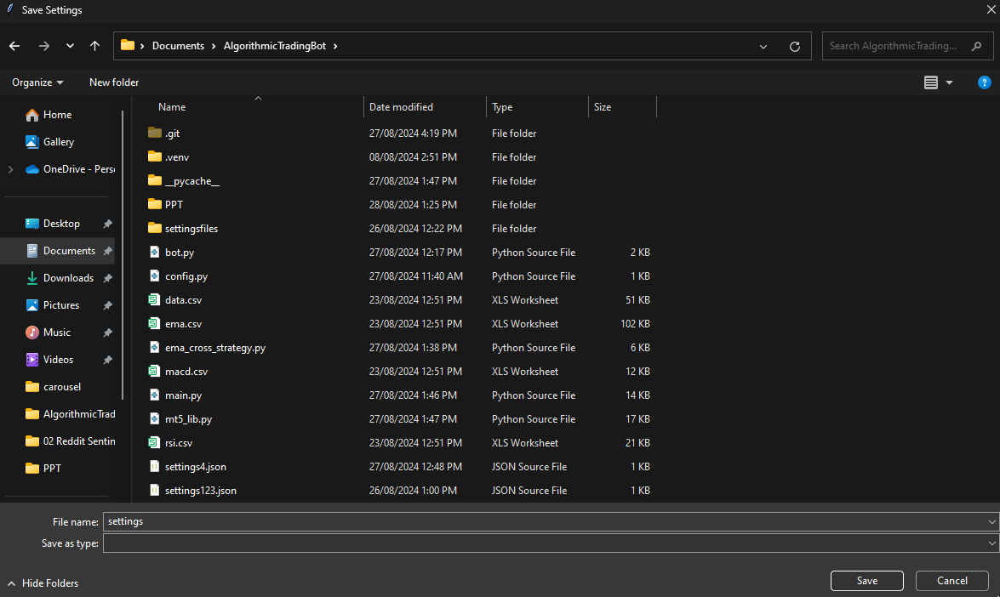 Save Settings
Documents > AlgorithmicTradingBot >
Search AlgorithmicTrading...
Organize
New folder
Home
Gallery
OneDrive - Perso
Desktop
Documents
Downloads
Pictures
Music
Videos
carousel
AlgorithmicTrad
02 Reddit Sentin
PPT
Name Date modified Type Size
.git 27/08/2024 4:19 PM File folder
.venv 08/08/2024 2:51 PM File folder
__pycache__ 27/08/2024 1:47 PM File folder
PPT 28/08/2024 1:25 PM File folder
settingsfiles 26/08/2024 12:22 PM File folder
bot.py 27/08/2024 12:17 PM Python Source File 2 KB
config.py 27/08/2024 11:40 AM Python Source File 1 KB
data.csv 23/08/2024 12:51 PM XLS Worksheet 51 KB
ema.csv 23/08/2024 12:51 PM XLS Worksheet 102 KB
ema_cross_strategy.py 27/08/2024 1:38 PM Python Source File 6 KB
macd.csv 23/08/2024 12:51 PM XLS Worksheet 12 KB
main.py 27/08/2024 1:46 PM Python Source File 14 KB
mt5_lib.py 27/08/2024 1:47 PM Python Source File 17 KB
rsi.csv 23/08/2024 12:51 PM XLS Worksheet 21 KB
settings4.json 27/08/2024 12:48 PM JSON Source File 1 KB
settings123.json 26/08/2024 1:00 PM JSON Source File 1 KB
File name: settings
Save as type:
Hide Folders
Save
Cancel